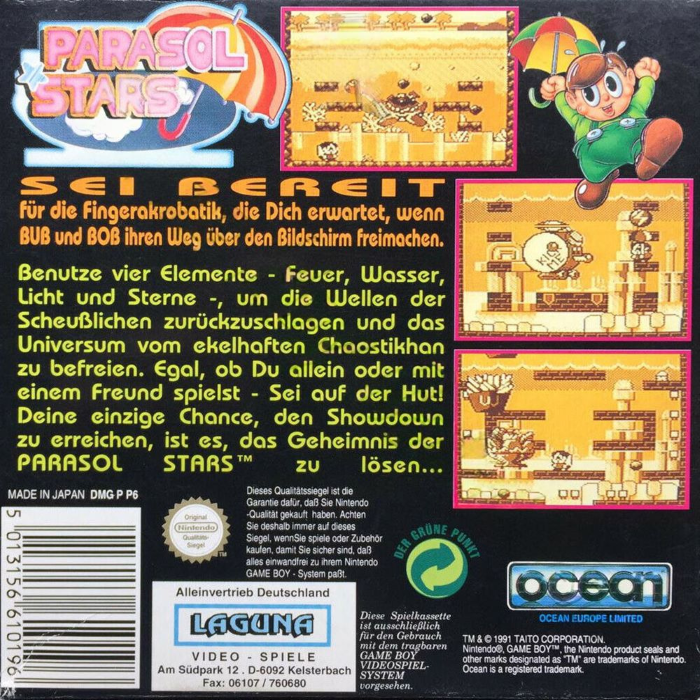 PARASOL
STARS
SEI BEREIT
für die Fingerakrobatik, die Dich erwartet, wenn
BUB und BOB ihren Weg über den Bildschirm freimachen.
Benutze vier Elemente - Feuer, Wasser,
Licht und Sterne -, um die Wellen der
Scheußlichen zurückzuschlagen und das
Universum vom ekelhaften Chaostikhan
zu befreien. Egal, ob Du allein oder mit
einem Freund spielst - Sei auf der Hut!
Deine einzige Chance, den Showdown
zu erreichen, ist es, das Geheimnis der
PARASOL STARS™ zu lösen...
MADE IN JAPAN DMG P P6
5 013156 61019
Original
Nintendo
Qualitäts-
Siegel
TM
Dieses Qualitätssiegel ist die
Garantie dafür, daß Sie Nintendo
-Qualität gekauft haben. Achten
Sie deshalb immer auf dieses
Siegel, wennSie spiele oder Zubehör
kaufen, damit Sie sicher sind, daß
alles einwandfrei zu ihrem Nintendo
GAME BOY - System paßt.
DER GRÜNE PUNKT
Alleinvertrieb Deutschland
LAGUNA
VIDEO - SPIELE
Am Südpark 12 . D-6092 Kelsterbach
Fax: 06107 / 760680
Diese Spielkassette
ist ausschließlich
für den Gebrauch
mit dem tragbaren
GAME BOY
VIDEOSPIEL-
SYSTEM
vorgesehen.
ocean
OCEAN EUROPE LIMITED
TM & © 1991 TAITO CORPORATION.
Nintendo®, GAME BOY™, the Nintendo product seals and
other marks designated as "TM" are trademarks of Nintendo.
Ocean is a registered trademark.